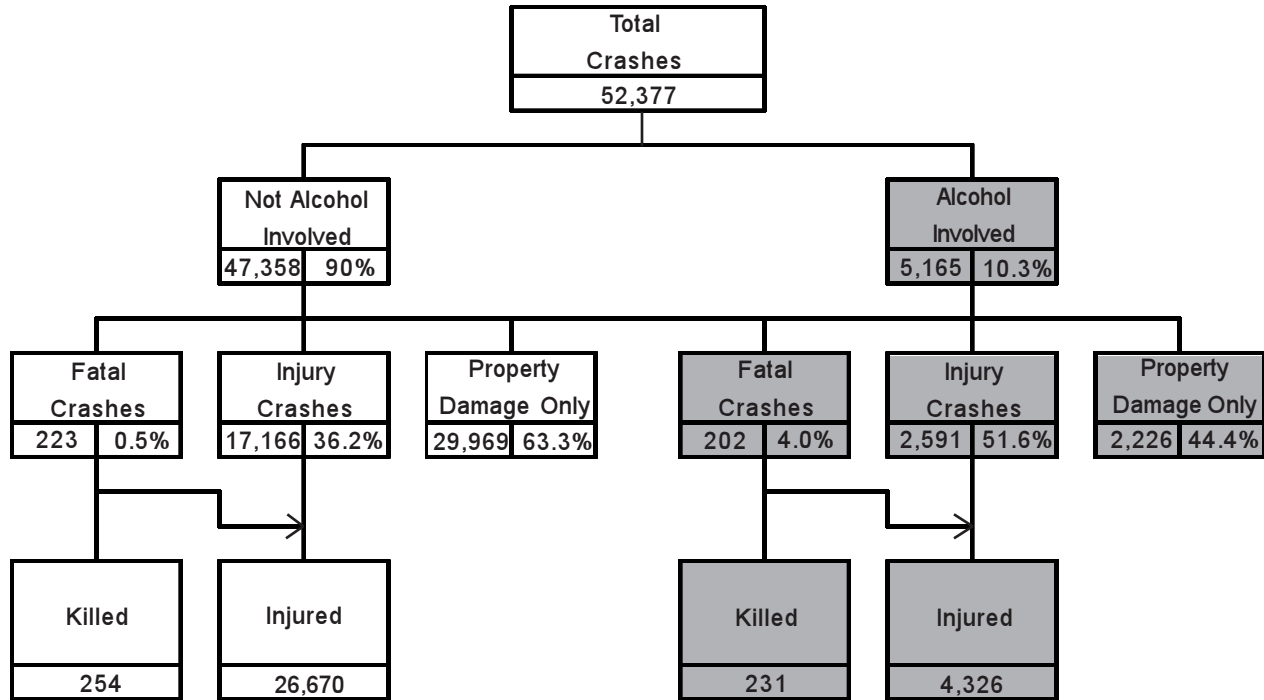 Total
Crashes
52,377
Not Alcohol
Involved
47,358 90%
Alcohol
Involved
5,165 10.3%
Fatal
Crashes
223 0.5%
Injury
Crashes
17,166 36.2%
Property
Damage Only
29,969 63.3%
Fatal
Crashes
202 4.0%
Injury
Crashes
2,591 51.6%
Property
Damage Only
2,226 44.4%
Killed
254
Injured
26,670
Killed
231
Injured
4,326